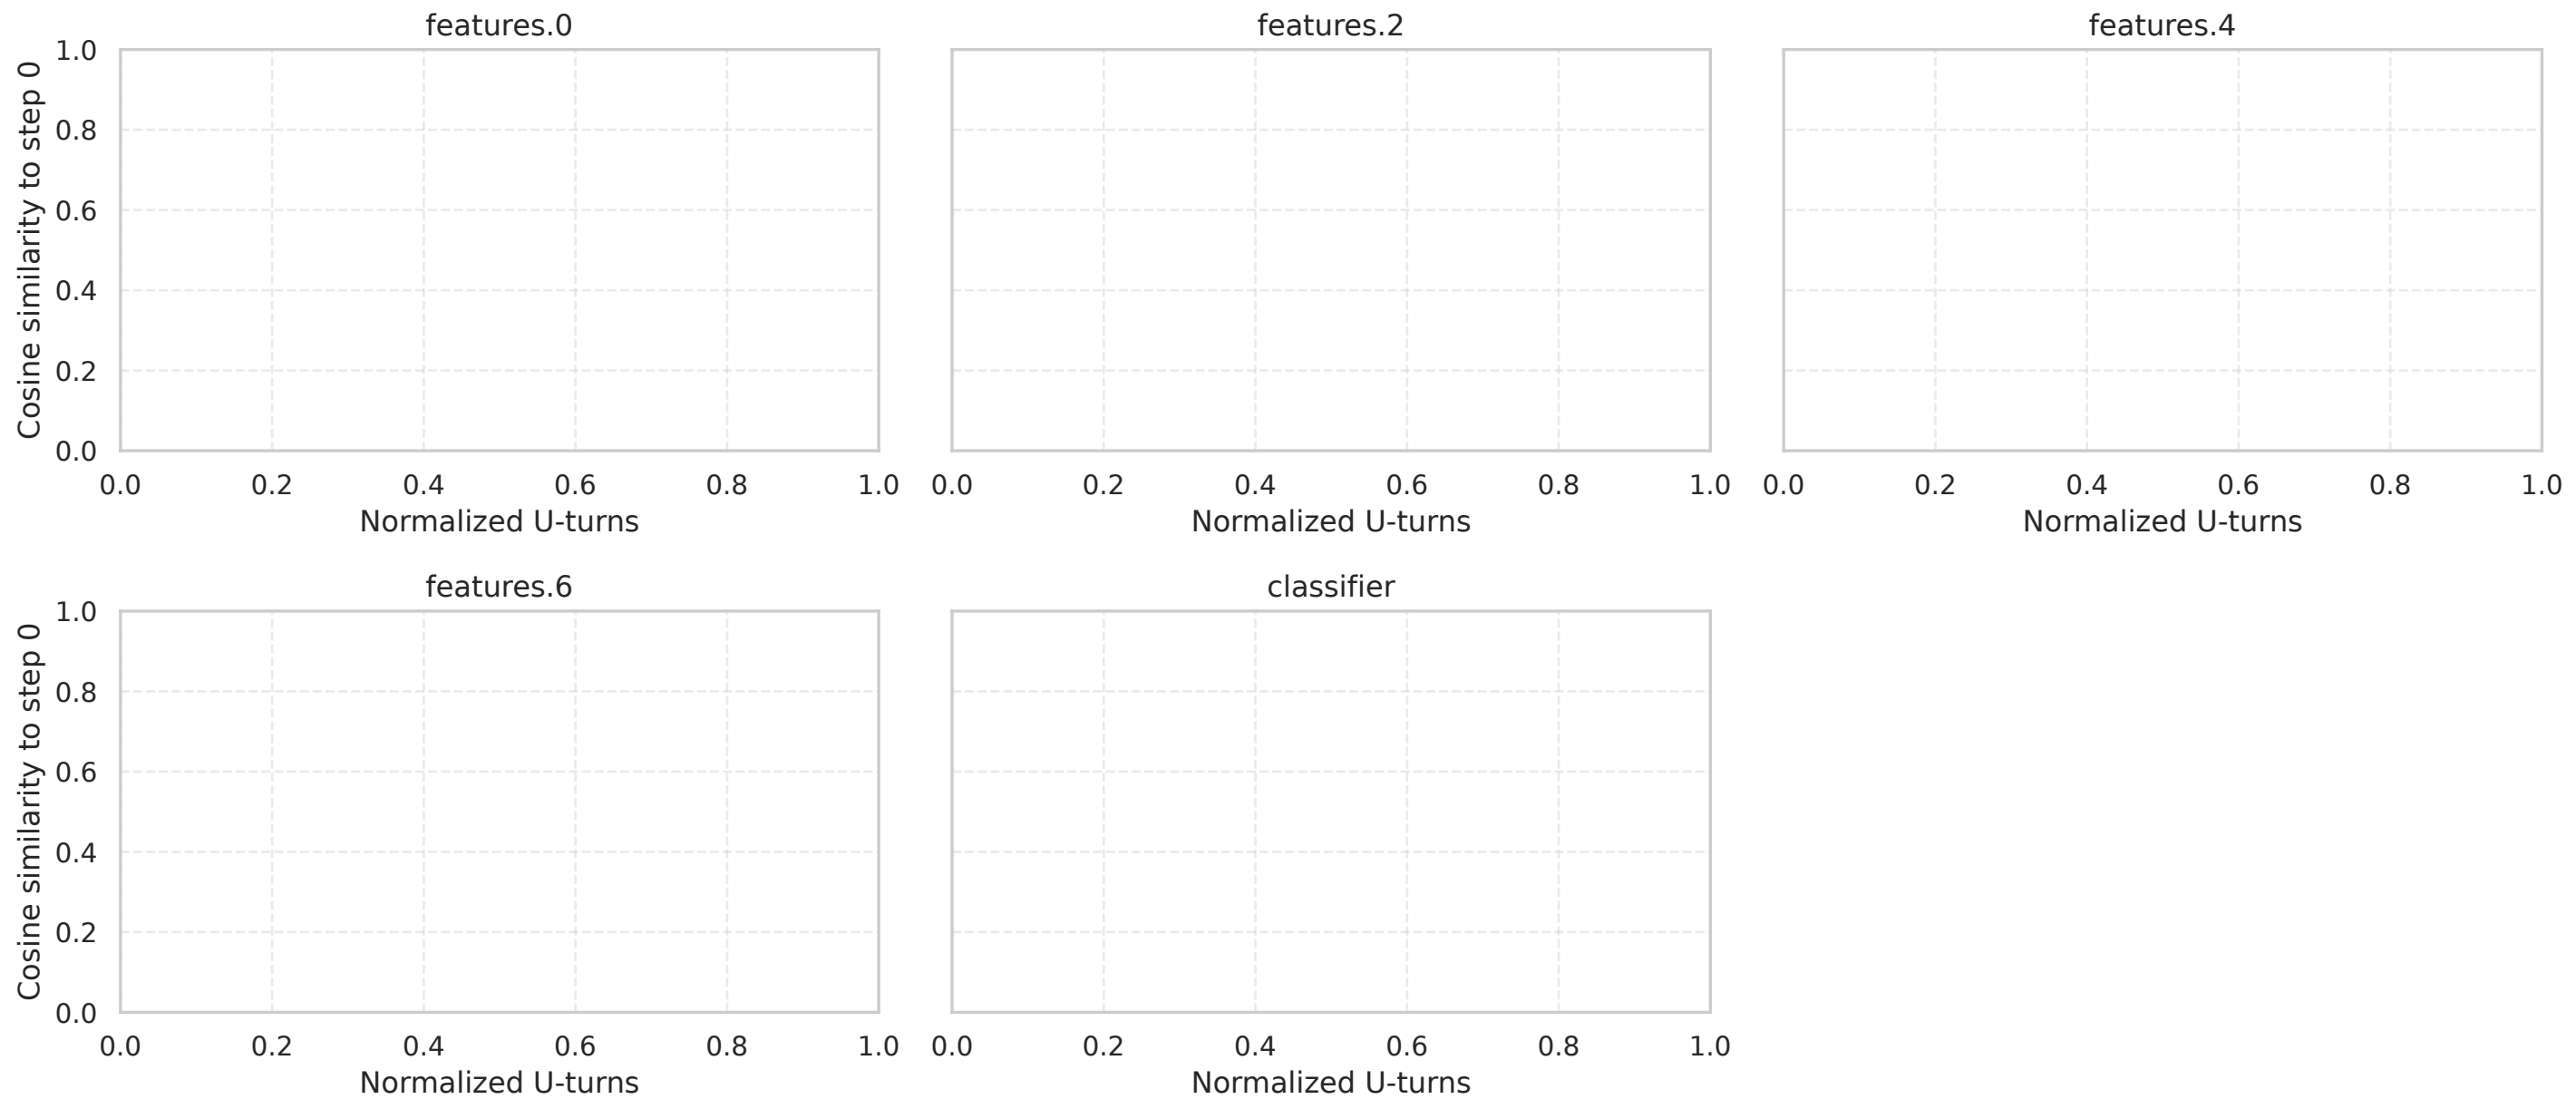 features.0
features.2
features.4
Cosine similarity to step 0
1.0
0.8
0.6
0.4
0.2
0.0
0.0 0.2 0.4 0.6 0.8 1.0
0.0 0.2 0.4 0.6 0.8 1.0
0.0 0.2 0.4 0.6 0.8 1.0
Normalized U-turns
Normalized U-turns
Normalized U-turns
features.6
classifier
Cosine similarity to step 0
1.0
0.8
0.6
0.4
0.2
0.0
0.0 0.2 0.4 0.6 0.8 1.0
0.0 0.2 0.4 0.6 0.8 1.0
Normalized U-turns
Normalized U-turns